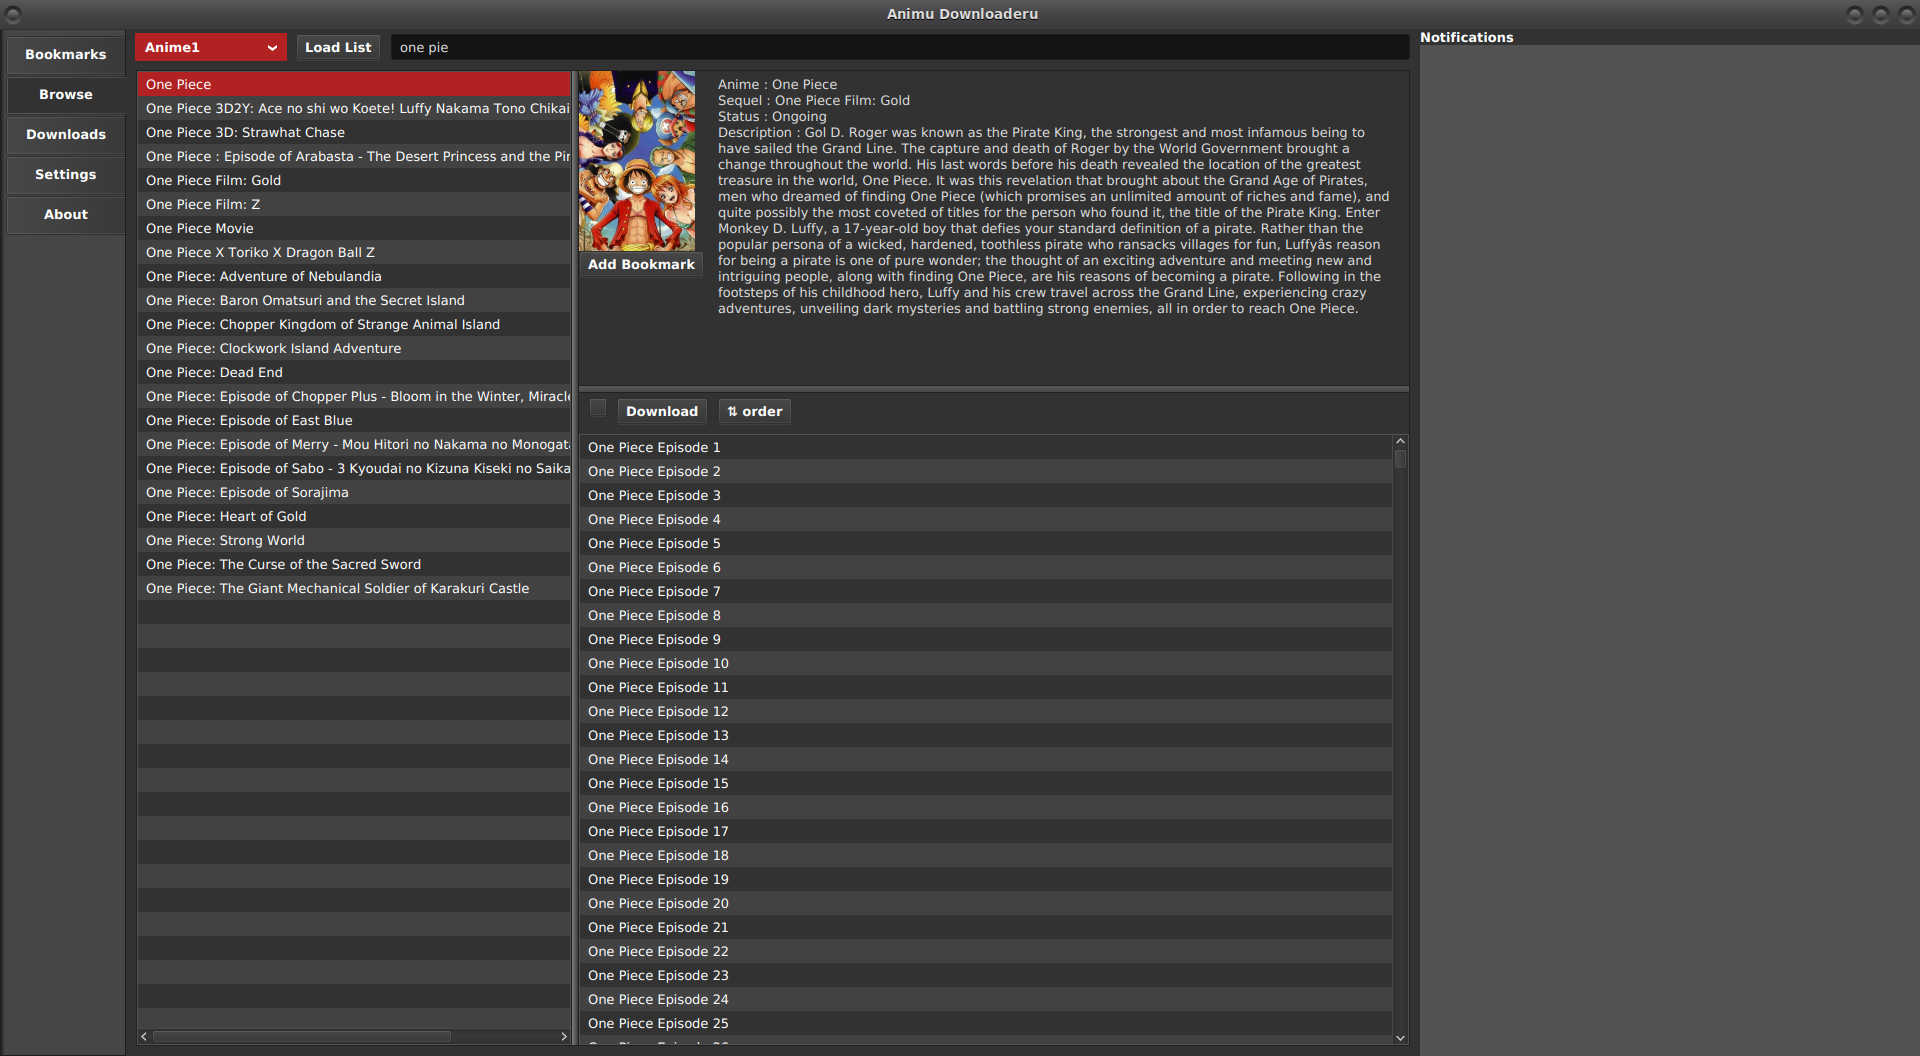 Animu Downloaderu
Bookmarks
Browse
Downloads
Settings
About
Anime1
Load List
one pie
One Piece
One Piece 3D2Y: Ace no shi wo Koete! Luffy Nakama Tono Chikai
One Piece 3D: Strawhat Chase
One Piece : Episode of Arabasta - The Desert Princess and the Pir
One Piece Film: Gold
One Piece Film: Z
One Piece Movie
One Piece X Toriko X Dragon Ball Z
One Piece: Adventure of Nebulandia
One Piece: Baron Omatsuri and the Secret Island
One Piece: Chopper Kingdom of Strange Animal Island
One Piece: Clockwork Island Adventure
One Piece: Dead End
One Piece: Episode of Chopper Plus - Bloom in the Winter, Miracle
One Piece: Episode of East Blue
One Piece: Episode of Merry - Mou Hitori no Nakama no Monogata
One Piece: Episode of Sabo - 3 Kyoudai no Kizuna Kiseki no Saika
One Piece: Episode of Sorajima
One Piece: Heart of Gold
One Piece: Strong World
One Piece: The Curse of the Sacred Sword
One Piece: The Giant Mechanical Soldier of Karakuri Castle
Add Bookmark
Anime : One Piece
Sequel : One Piece Film: Gold
Status : Ongoing
Description : Gol D. Roger was known as the Pirate King, the strongest and most infamous being to
have sailed the Grand Line. The capture and death of Roger by the World Government brought a
change throughout the world. His last words before his death revealed the location of the greatest
treasure in the world, One Piece. It was this revelation that brought about the Grand Age of Pirates,
men who dreamed of finding One Piece (which promises an unlimited amount of riches and fame), and
quite possibly the most coveted of titles for the person who found it, the title of the Pirate King. Enter
Monkey D. Luffy, a 17-year-old boy that defies your standard definition of a pirate. Rather than the
popular persona of a wicked, hardened, toothless pirate who ransacks villages for fun, Luffyâs reason
for being a pirate is one of pure wonder; the thought of an exciting adventure and meeting new and
intriguing people, along with finding One Piece, are his reasons of becoming a pirate. Following in the
footsteps of his childhood hero, Luffy and his crew travel across the Grand Line, experiencing crazy
adventures, unveiling dark mysteries and battling strong enemies, all in order to reach One Piece.
Download
⇅ order
One Piece Episode 1
One Piece Episode 2
One Piece Episode 3
One Piece Episode 4
One Piece Episode 5
One Piece Episode 6
One Piece Episode 7
One Piece Episode 8
One Piece Episode 9
One Piece Episode 10
One Piece Episode 11
One Piece Episode 12
One Piece Episode 13
One Piece Episode 14
One Piece Episode 15
One Piece Episode 16
One Piece Episode 17
One Piece Episode 18
One Piece Episode 19
One Piece Episode 20
One Piece Episode 21
One Piece Episode 22
One Piece Episode 23
One Piece Episode 24
One Piece Episode 25
Notifications